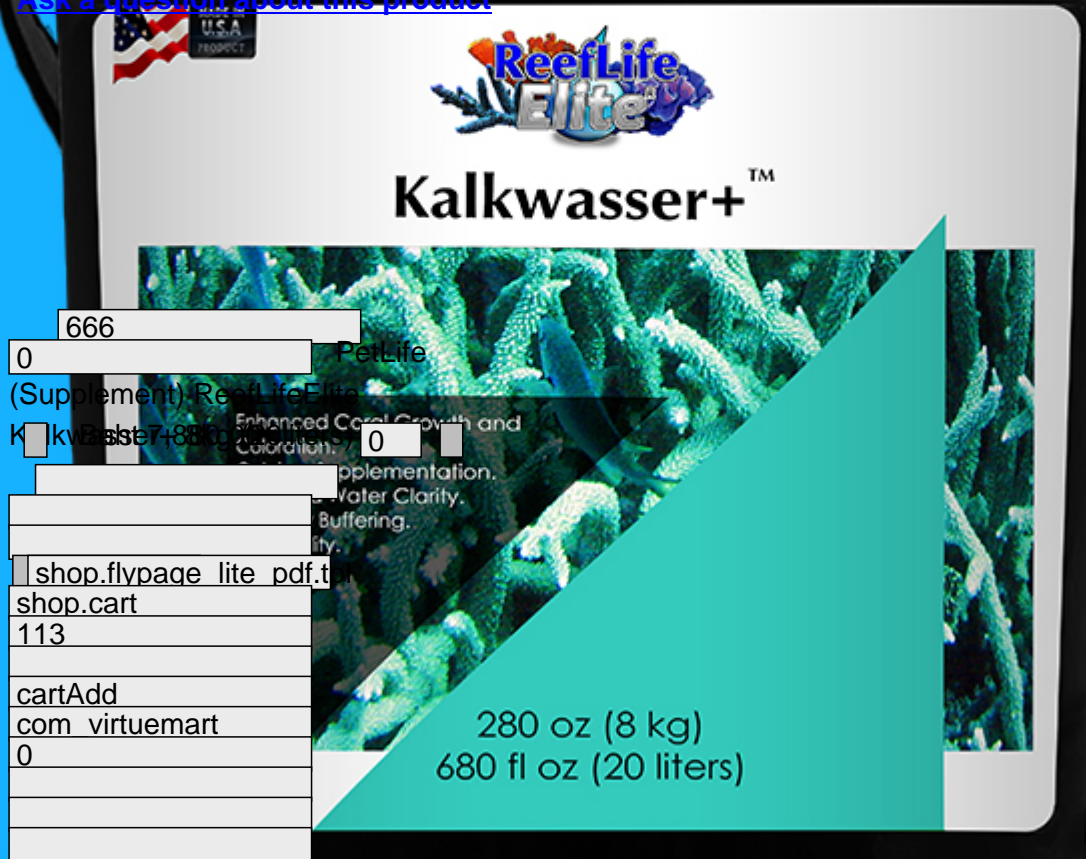 Ask a question about this product
U.S.A
PRODUCT
ReefLife
Elite
Kalkwasser+™
666
0
PetLife
(Supplement) ReefLifeElite
Enhanced Coral Growth and
Coloration.
0
Supplementation.
Water Clarity.
Buffering.
shop.flypage_lite_pdf.tpl
shop.cart
113
cartAdd
com_virtuemart
0
280 oz (8 kg)
680 fl oz (20 liters)